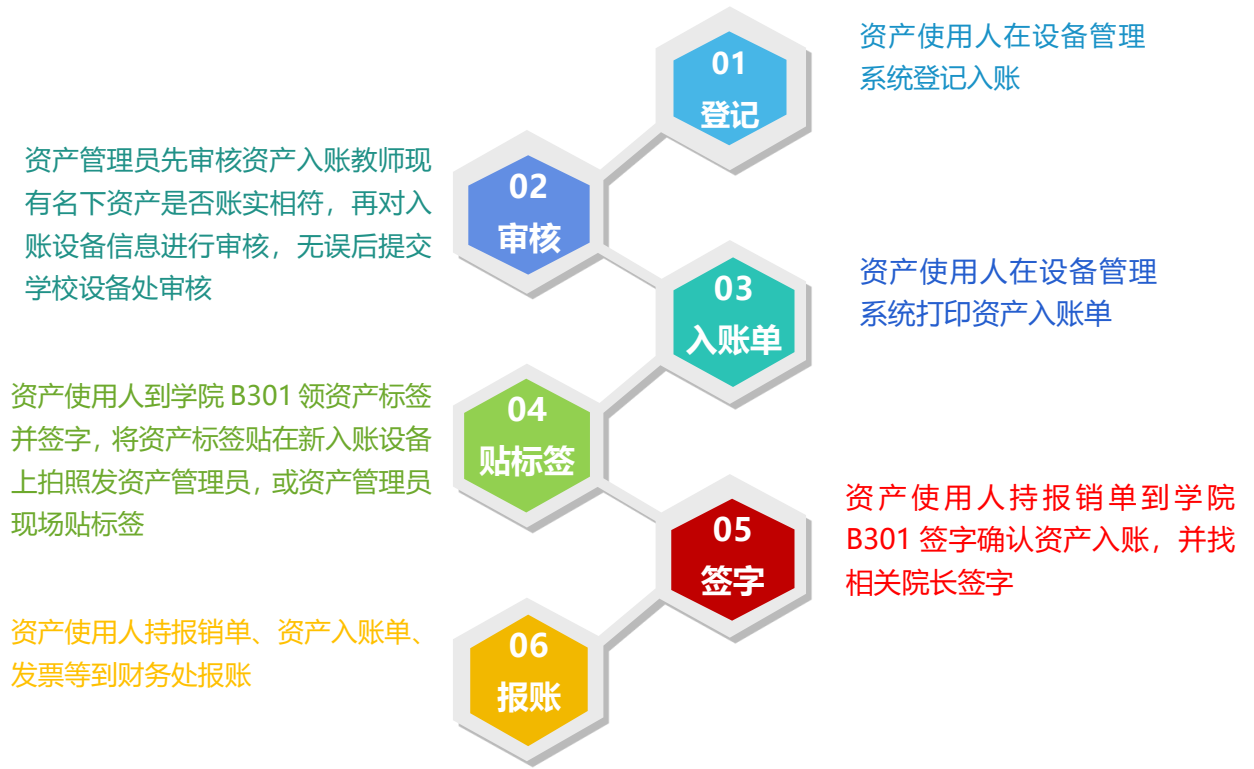 01
登记
资产使用人在设备管理
系统登记入账
02
审核
资产管理员先审核资产入账教师现
有名下资产是否账实相符，再对入
账设备信息进行审核，无误后提交
学校设备处审核
03
入账单
资产使用人在设备管理
系统打印资产入账单
04
贴标签
资产使用人到学院 B301 领资产标签
并签字，将资产标签贴在新入账设备
上拍照发资产管理员，或资产管理员
现场贴标签
05
签字
资产使用人持报销单到学院
B301 签字确认资产入账，并找
相关院长签字
06
报账
资产使用人持报销单、资产入账单、
发票等到财务处报账